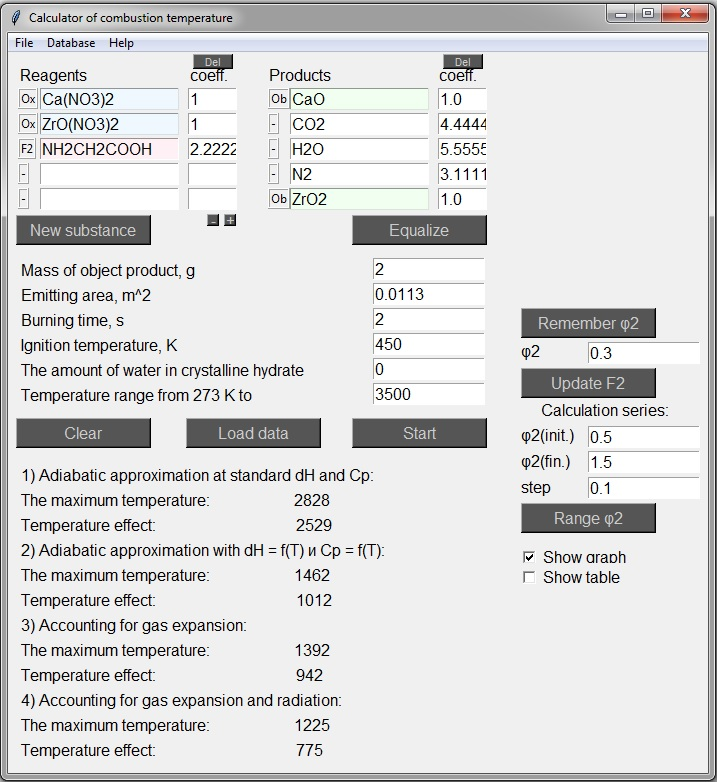 Calculator of combustion temperature
File Database Help
Del Del
Reagents coeff. Products coeff.
Ox Ca(NO3)2 1 Ob CaO 1.0
Ox ZrO(NO3)2 1 - CO2 4.4444
F2 NH2CH2COOH 2.2222 - H2O 5.5555
- - N2 3.1111
- Ob ZrO2 1.0
- +
New substance Equalize
Mass of object product, g 2
Emitting area, m^2 0.0113
Burning time, s 2
Ignition temperature, K 450
The amount of water in crystalline hydrate 0
Temperature range from 273 K to 3500
Clear Load data Start
Remember φ2
φ2 0.3
Update F2
Calculation series:
φ2(init.) 0.5
φ2(fin.) 1.5
step 0.1
Range φ2
Show graph
Show table
1) Adiabatic approximation at standard dH and Cp:
The maximum temperature: 2828
Temperature effect: 2529
2) Adiabatic approximation with dH = f(T) и Cp = f(T):
The maximum temperature: 1462
Temperature effect: 1012
3) Accounting for gas expansion:
The maximum temperature: 1392
Temperature effect: 942
4) Accounting for gas expansion and radiation:
The maximum temperature: 1225
Temperature effect: 775